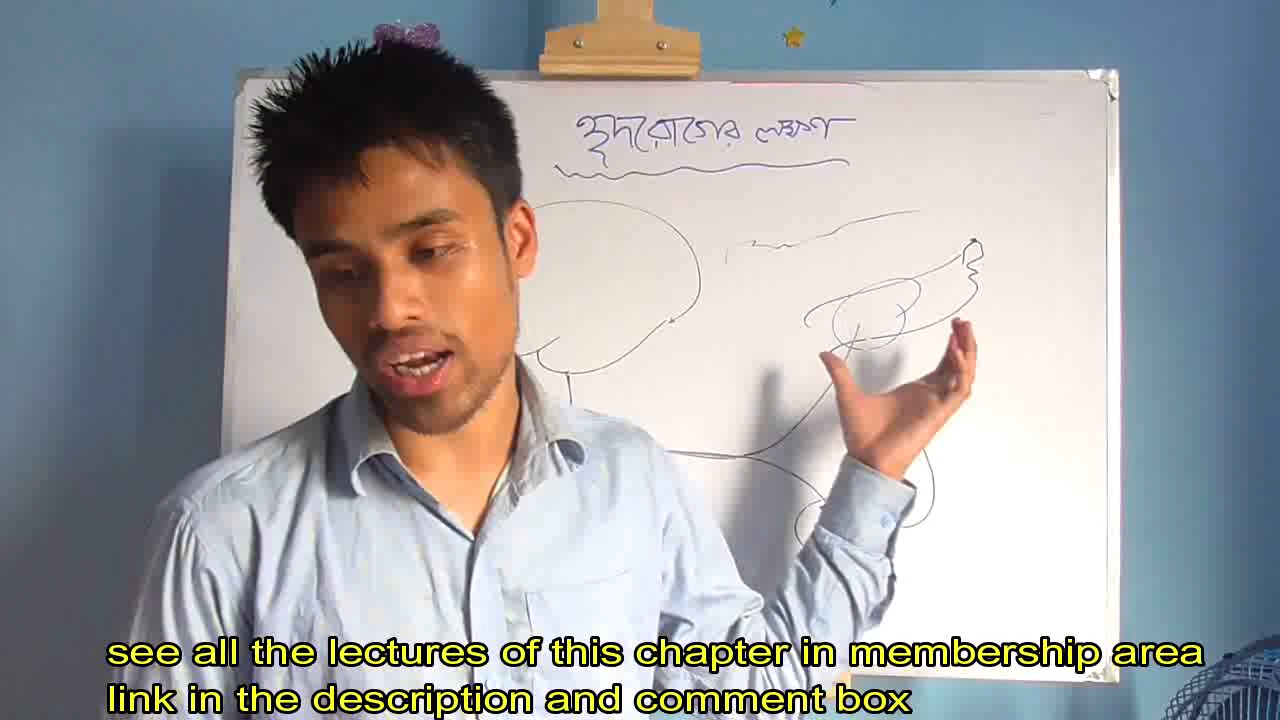 হৃদরোগের লক্ষণ
see all the lectures of this chapter in membership area
link in the description and comment box